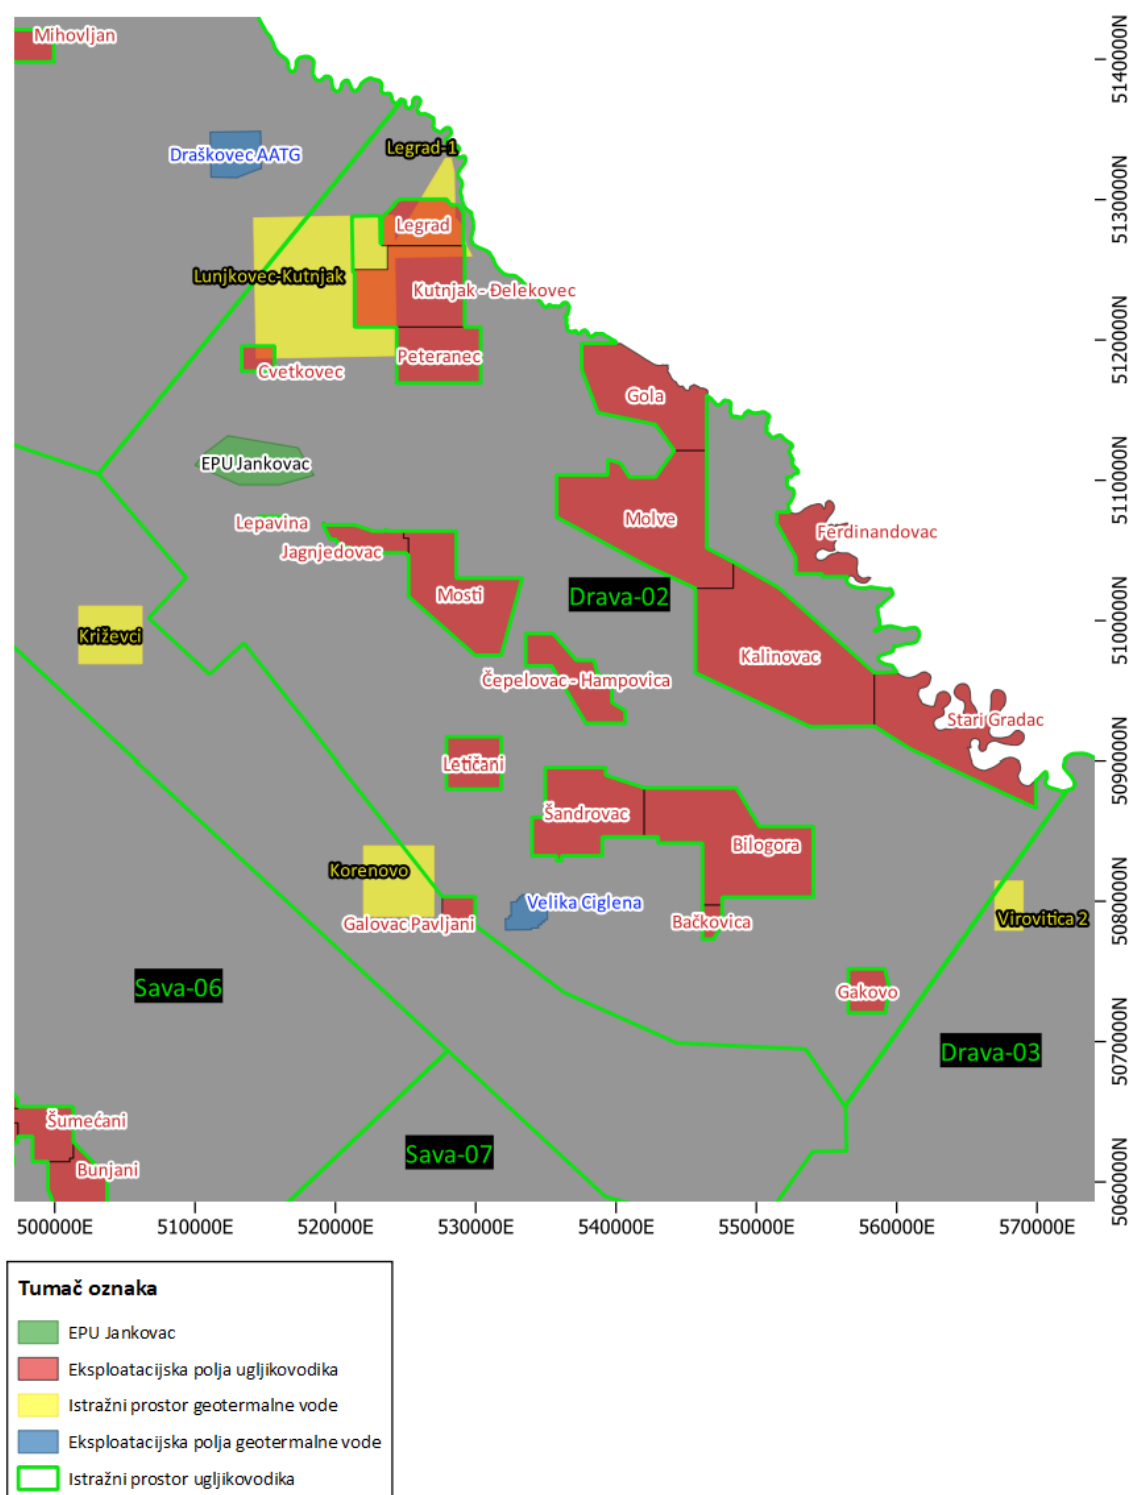 Mihovljan
5140000N
Legrad-1
Draškovec AATG
5130000N
Legrad
Lunjkovec-Kutnjak
Kutnjak - Đelekovec
5120000N
Peteranec
Cvetkovec
Gola
EPU Jankovac
5110000N
Lepavina
Molve
Ferdinandovac
Jagnjedovac
Mosti
Drava-02
5100000N
Križevci
Kalinovac
Čepelovac - Hampovica
Stari Gradac
5090000N
Letičani
Šandrovac
Bilogora
Korenovo
Velika Ciglena
5080000N
Galovac Pavljani
Bačkovica
Virovitica 2
Sava-06
Gakovo
Drava-03
5070000N
Šumećani
Sava-07
Bunjani
5060000N
500000E 510000E 520000E 530000E 540000E 550000E 560000E 570000E
Tumač oznaka
EPU Jankovac
Eksploatacijska polja ugljikovodika
Istražni prostor geotermalne vode
Eksploatacijska polja geotermalne vode
Istražni prostor ugljikovodika